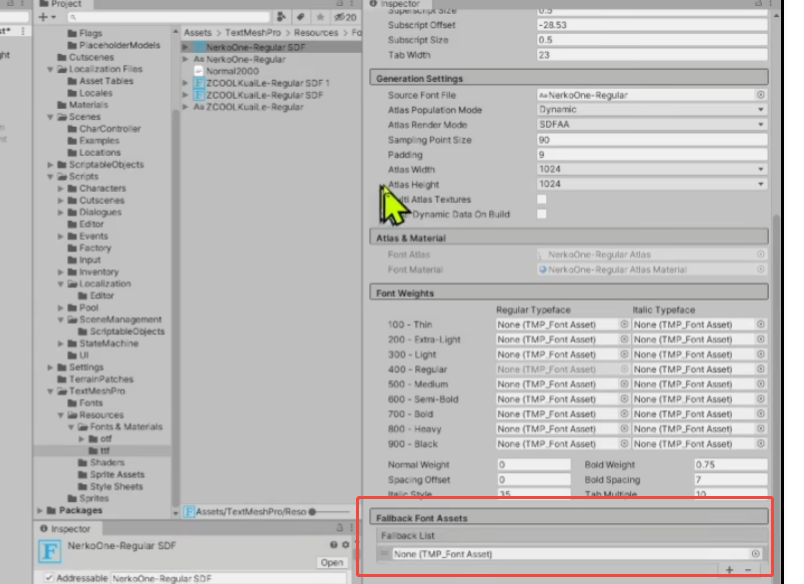 Project
20
Flags
PlaceholderModels
Cutscenes
Localization Files
Asset Tables
Locales
Materials
Scenes
CharController
Examples
Locations
ScriptableObjects
Scripts
Characters
Cutscenes
Dialogues
Editor
Events
Factory
Input
Inventory
Localization
Editor
Pool
SceneManagement
ScriptableObjects
StateMachine
UI
Settings
TerrainPatches
TextMeshPro
Fonts
Resources
Fonts & Materials
otf
ttf
Shaders
Sprite Assets
Style Sheets
Sprites
Packages
Assets > TextMeshPro > Resources > Fo
NerkoOne-Regular SDF
Aa NerkoOne-Regular
Normal2000
ZCOOLKuaiLe-Regular SDF 1
ZCOOLKuaiLe-Regular SDF
Aa ZCOOLKuaiLe-Regular
Assets/TextMeshPro/Reso
Inspector
F NerkoOne-Regular SDF
Open
Addressable NerkoOne-Regular SDF
Inspector
Superscript Size 0.5
Subscript Offset -28.53
Subscript Size 0.5
Tab Width 23
Generation Settings
Source Font File Aa NerkoOne-Regular
Atlas Population Mode Dynamic
Atlas Render Mode SDFAA
Sampling Point Size 90
Padding 9
Atlas Width 1024
Atlas Height 1024
Atlas Textures
Dynamic Data On Build
Atlas & Material
Font Atlas NerkoOne-Regular Atlas
Font Material NerkoOne-Regular Atlas Material
Font Weights
Regular Typeface Italic Typeface
100 - Thin None (TMP_Font Asset) None (TMP_Font Asset)
200 - Extra-Light None (TMP_Font Asset) None (TMP_Font Asset)
300 - Light None (TMP_Font Asset) None (TMP_Font Asset)
400 - Regular None (TMP_Font Asset) None (TMP_Font Asset)
500 - Medium None (TMP_Font Asset) None (TMP_Font Asset)
600 - Semi-Bold None (TMP_Font Asset) None (TMP_Font Asset)
700 - Bold None (TMP_Font Asset) None (TMP_Font Asset)
800 - Heavy None (TMP_Font Asset) None (TMP_Font Asset)
900 - Black None (TMP_Font Asset) None (TMP_Font Asset)
Normal Weight 0 Bold Weight 0.75
Spacing Offset 0 Bold Spacing 7
Italic Style 35 Tab Multiple 10
Fallback Font Assets
Fallback List
None (TMP_Font Asset)
+ -